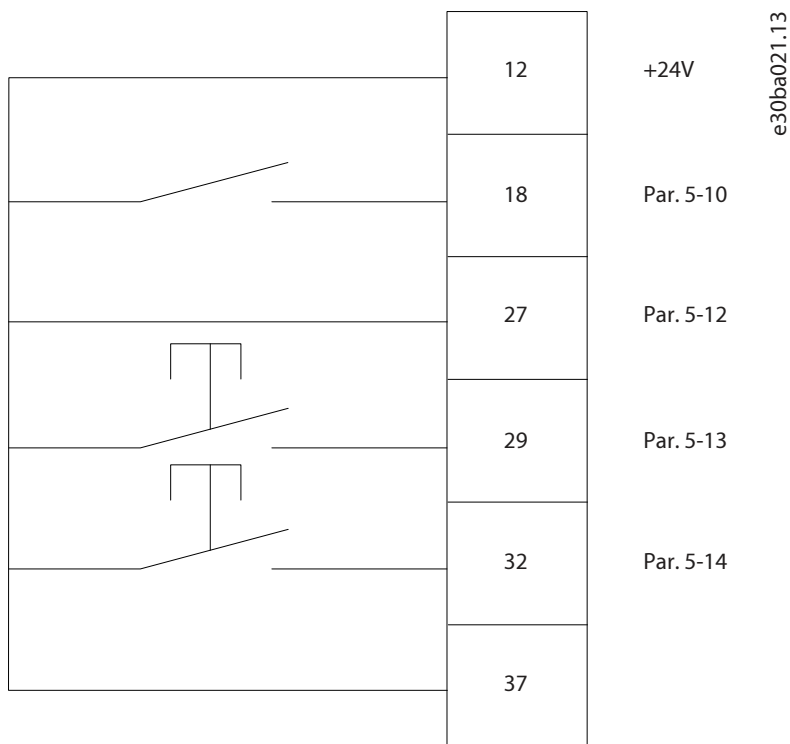 12 +24V
18 Par. 5-10
27 Par. 5-12
29 Par. 5-13
32 Par. 5-14
37
e30ba021.13